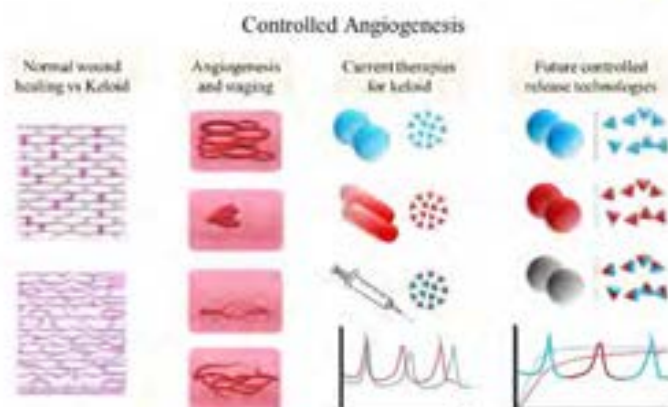 Controlled Angiogenesis
Normal wound
healing vs Keloid
Angiogenesis
and staging
Current therapies
for keloid
Future controlled
release technologies